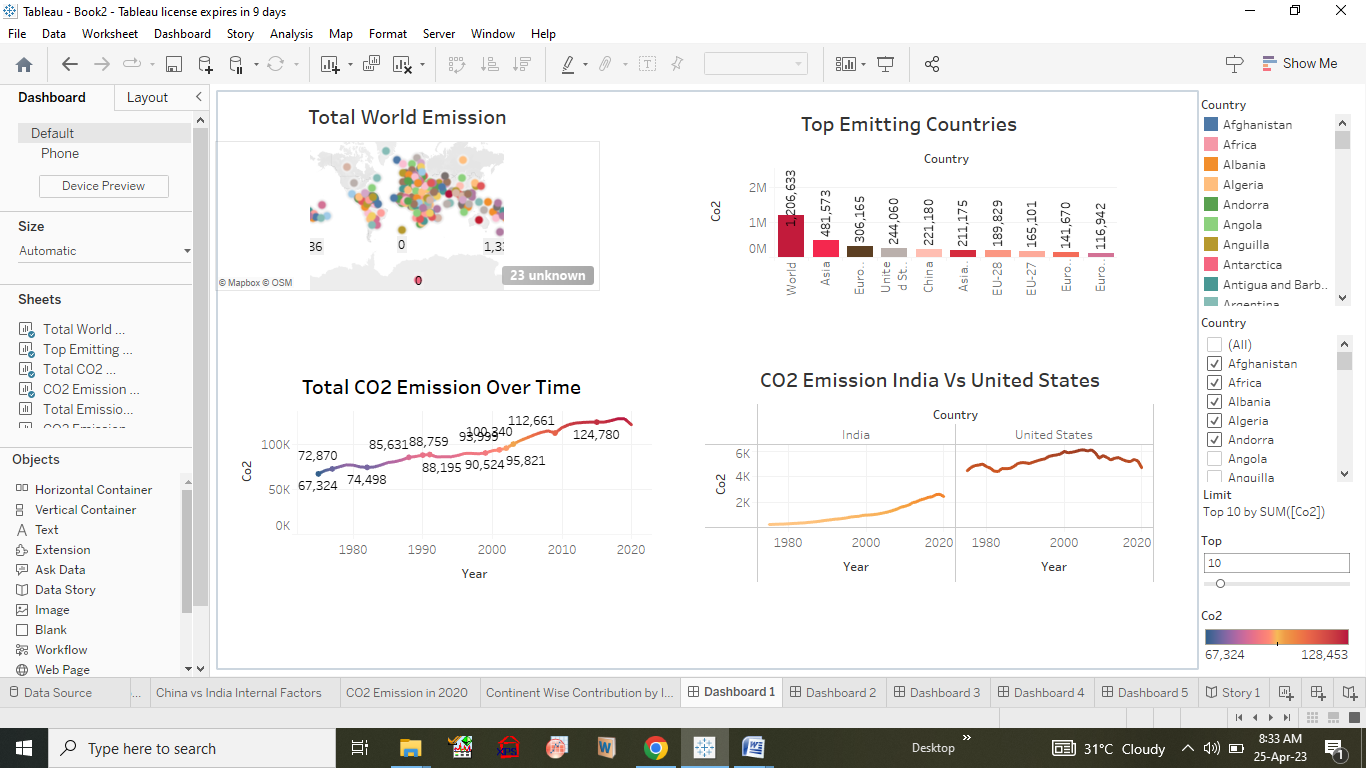 Tableau - Book2 - Tableau license expires in 9 days
File Data Worksheet Dashboard Story Analysis Map Format Server Window Help
Show Me
Dashboard Layout
Default
Phone
Device Preview
Size
Automatic
Sheets
Total World ...
Top Emitting ...
Total CO2 ...
CO2 Emission ...
Total Emissio...
Objects
Horizontal Container
Vertical Container
Text
Extension
Ask Data
Data Story
Image
Blank
Workflow
Web Page
Total World Emission
36
0
1,33
0
23 unknown
© Mapbox © OSM
Top Emitting Countries
Country
Co2
2M
1M
0M
1,206,633
481,573
306,165
244,060
221,180
211,175
189,829
165,101
141,670
116,942
World
Asia
Euro..
Unite
d St..
China
Asia..
EU-28
EU-27
Euro..
Euro..
Total CO2 Emission Over Time
Co2
100K
50K
0K
72,870
67,324
74,498
85,631
88,759
88,195
93,999
90,524
100,340
95,821
112,661
124,780
1980 1990 2000 2010 2020
Year
CO2 Emission India Vs United States
Country
India United States
Co2
6K
4K
2K
1980 2000 2020 1980 2000 2020
Year Year
Country
Afghanistan
Africa
Albania
Algeria
Andorra
Angola
Anguilla
Antarctica
Antigua and Barb..
Argentina
Country
(All)
Afghanistan
Africa
Albania
Algeria
Andorra
Angola
Anguilla
Limit
Top 10 by SUM([Co2])
Top
10
Co2
67,324 128,453
Data Source ... China vs India Internal Factors CO2 Emission in 2020 Continent Wise Contribution by I... Dashboard 1 Dashboard 2 Dashboard 3 Dashboard 4 Dashboard 5 Story 1
Type here to search
XPS
W
W
Desktop
»
31°C Cloudy
8:33 AM
25-Apr-23
1